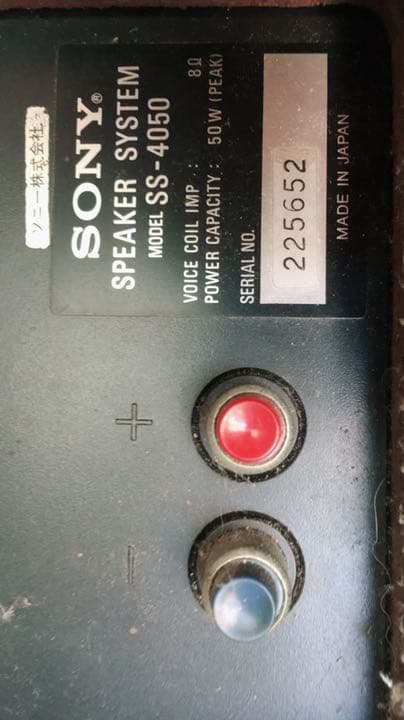 ソニー株式会社
SONY®
SPEAKER SYSTEM
MODEL SS-4050
VOICE COIL IMP : 8Ω
POWER CAPACITY : 50W (PEAK)
SERIAL NO. 225652
MADE IN JAPAN
+
−